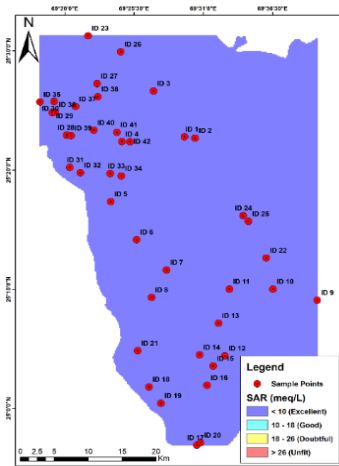 69°20'0"E 69°25'30"E 69°31'0"E 69°36'30"E
N
ID 23
ID 26
ID 27
ID 3
ID 35
ID 38
ID 37
ID 29
ID 40
ID 41
ID 1
ID 2
ID 28
ID 39
ID 4
ID 42
ID 31
ID 32
ID 33
ID 34
ID 5
ID 24
ID 25
ID 6
ID 22
ID 7
ID 8
ID 11
ID 10
ID 9
ID 13
ID 21
ID 14
ID 12
ID 15
ID 18
ID 16
ID 19
ID 17
ID 20
Legend
Sample Points
SAR (meq/L)
< 10 (Excellent)
10 - 18 (Good)
18 - 26 (Doubtful)
> 26 (Unfit)
0 2.5 5 10 15 20
Km